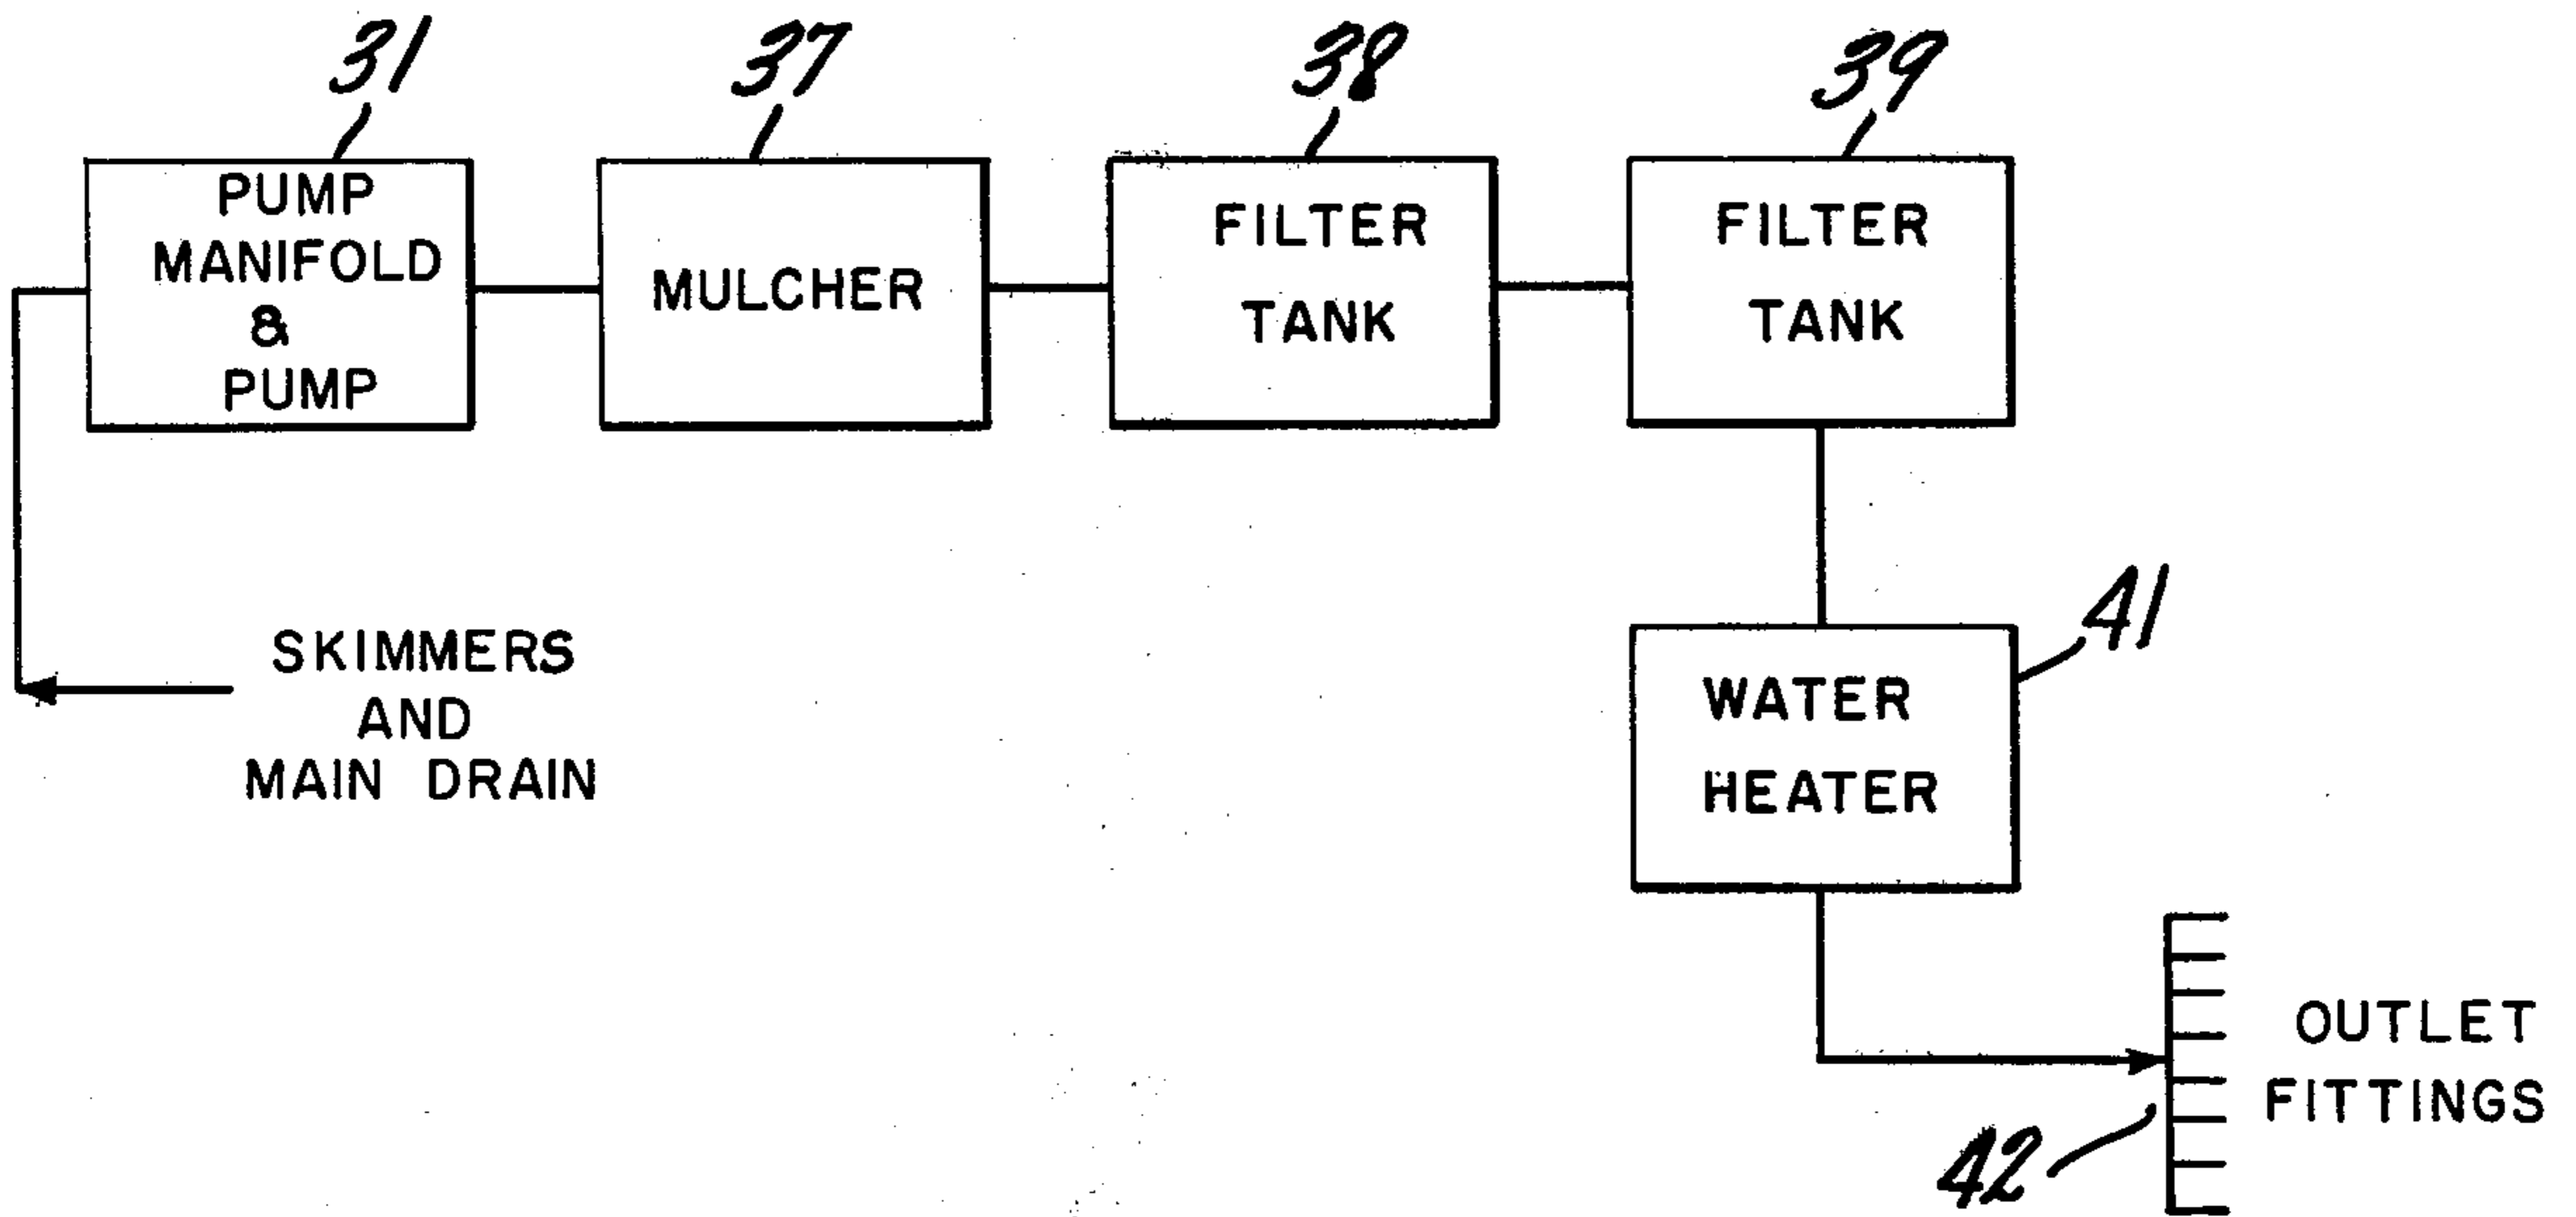 31
PUMP
MANIFOLD
&
PUMP
37
MULCHER
38
FILTER
TANK
39
FILTER
TANK
SKIMMERS
AND
MAIN DRAIN
41
WATER
HEATER
42
OUTLET
FITTINGS